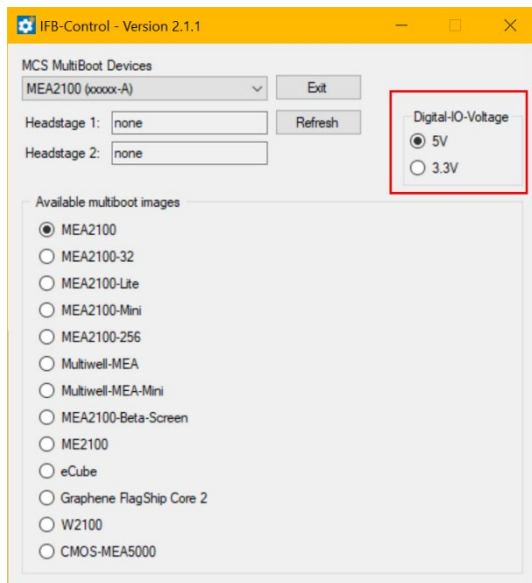 IFB-Control - Version 2.1.1
MCS MultiBoot Devices
MEA2100 (xxxxx-A)
Exit
Headstage 1:
none
Refresh
Headstage 2:
none
Digital-IO-Voltage
5V
3.3V
Available multiboot images
MEA2100
MEA2100-32
MEA2100-Lite
MEA2100-Mini
MEA2100-256
Multiwell-MEA
Multiwell-MEA-Mini
MEA2100-Beta-Screen
ME2100
eCube
Graphene FlagShip Core 2
W2100
CMOS-MEA5000